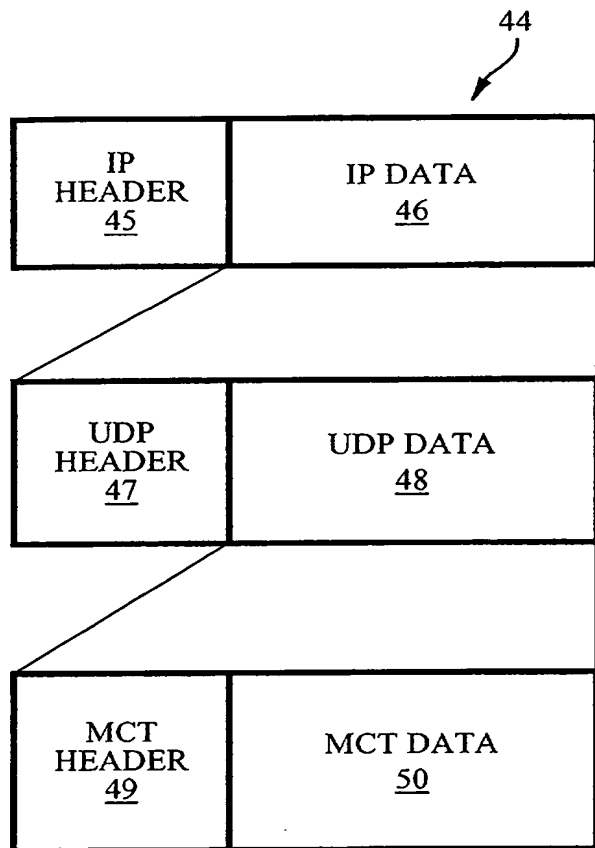 44
IP
HEADER
45
IP DATA
46
UDP
HEADER
47
UDP DATA
48
MCT
HEADER
49
MCT DATA
50